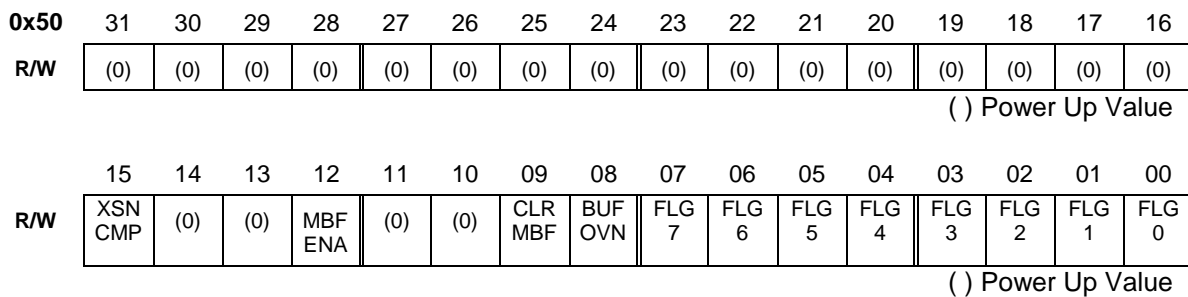 0x50 31 30 29 28 27 26 25 24 23 22 21 20 19 18 17 16
R/W (0) (0) (0) (0) (0) (0) (0) (0) (0) (0) (0) (0) (0) (0) (0) (0)
( ) Power Up Value
15 14 13 12 11 10 09 08 07 06 05 04 03 02 01 00
R/W XSN CMP (0) (0) MBF ENA (0) (0) CLR MBF BUF OVN FLG 7 FLG 6 FLG 5 FLG 4 FLG 3 FLG 2 FLG 1 FLG 0
( ) Power Up Value